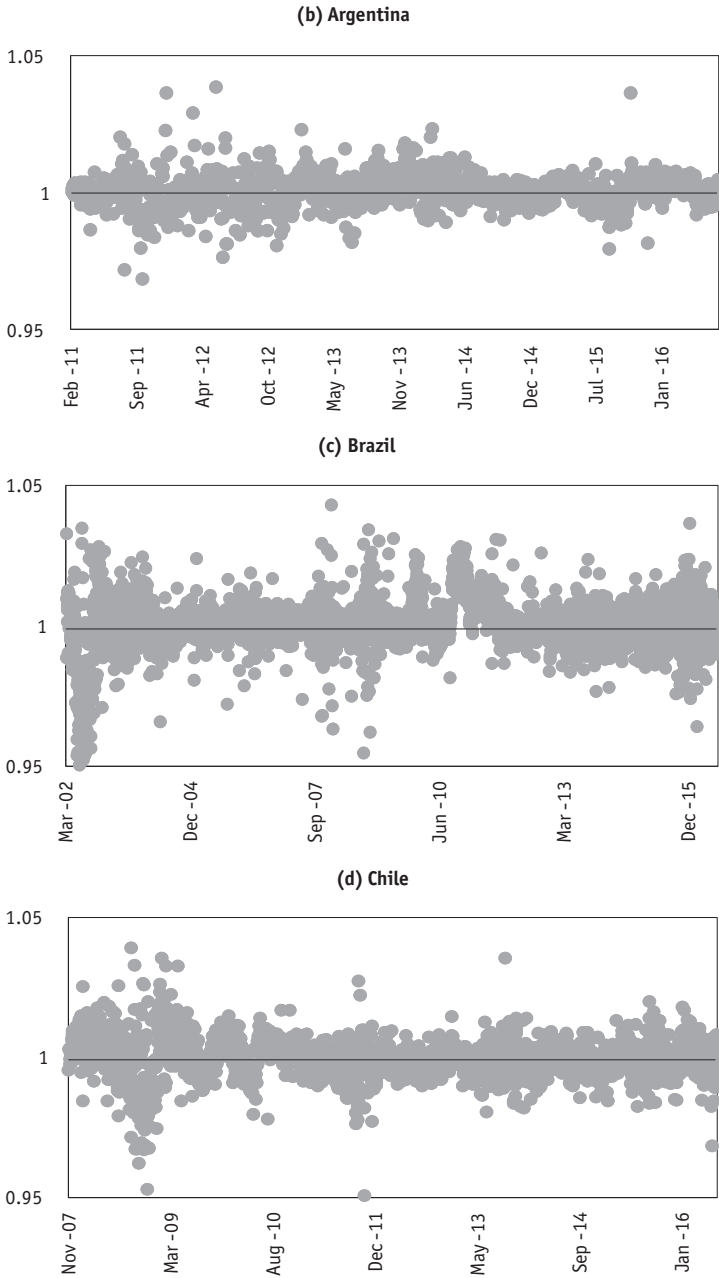 (b) Argentina
1.05
1
0.95
Feb -11
Sep -11
Apr -12
Oct -12
May -13
Nov -13
Jun -14
Dec -14
Jul -15
Jan -16
(c) Brazil
1.05
1
0.95
Mar -02
Dec -04
Sep -07
Jun -10
Mar -13
Dec -15
(d) Chile
1.05
1
0.95
Nov -07
Mar -09
Aug -10
Dec -11
May -13
Sep -14
Jan -16